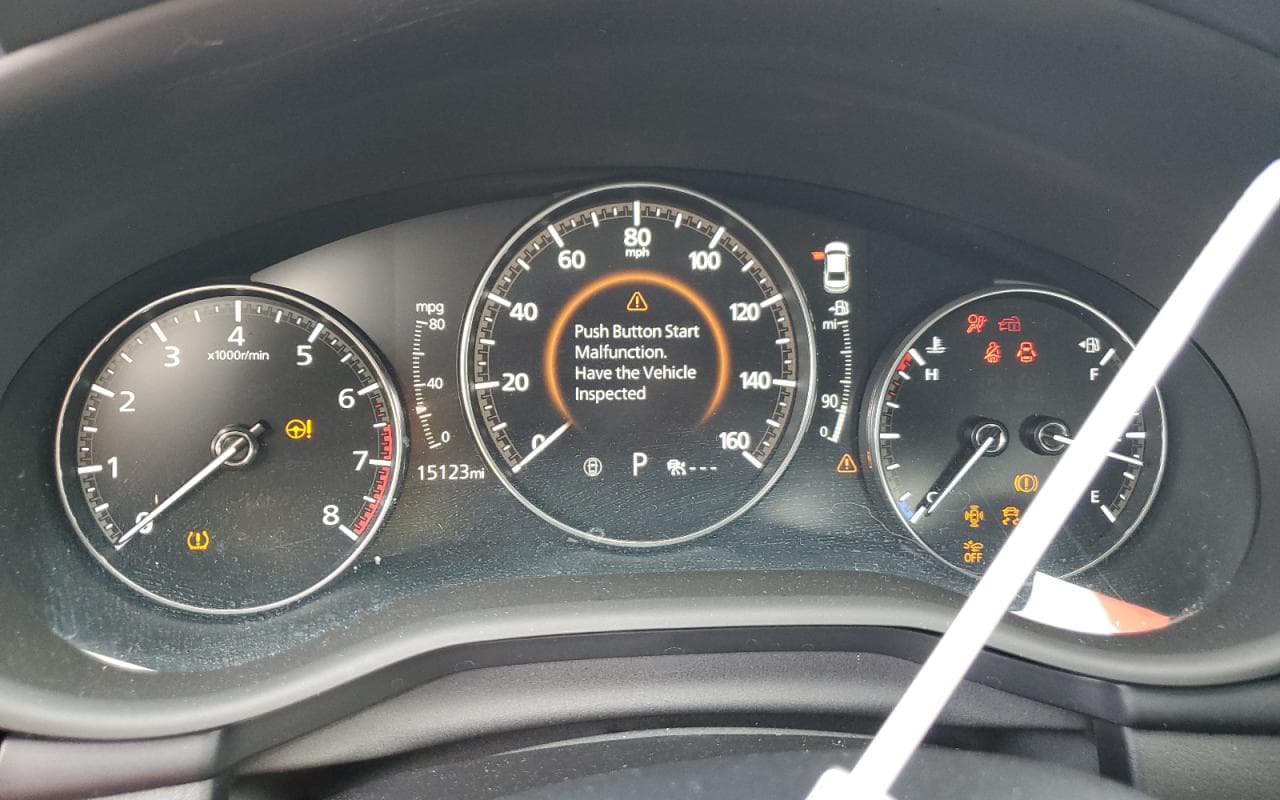 0
1
2
3
4
5
6
7
8
x1000r/min
mpg
80
40
0
15123mi
0
20
40
60
80
mph
100
120
140
160
Push Button Start
Malfunction.
Have the Vehicle
Inspected
P
---
mi
90
0
H
C
F
E
OFF